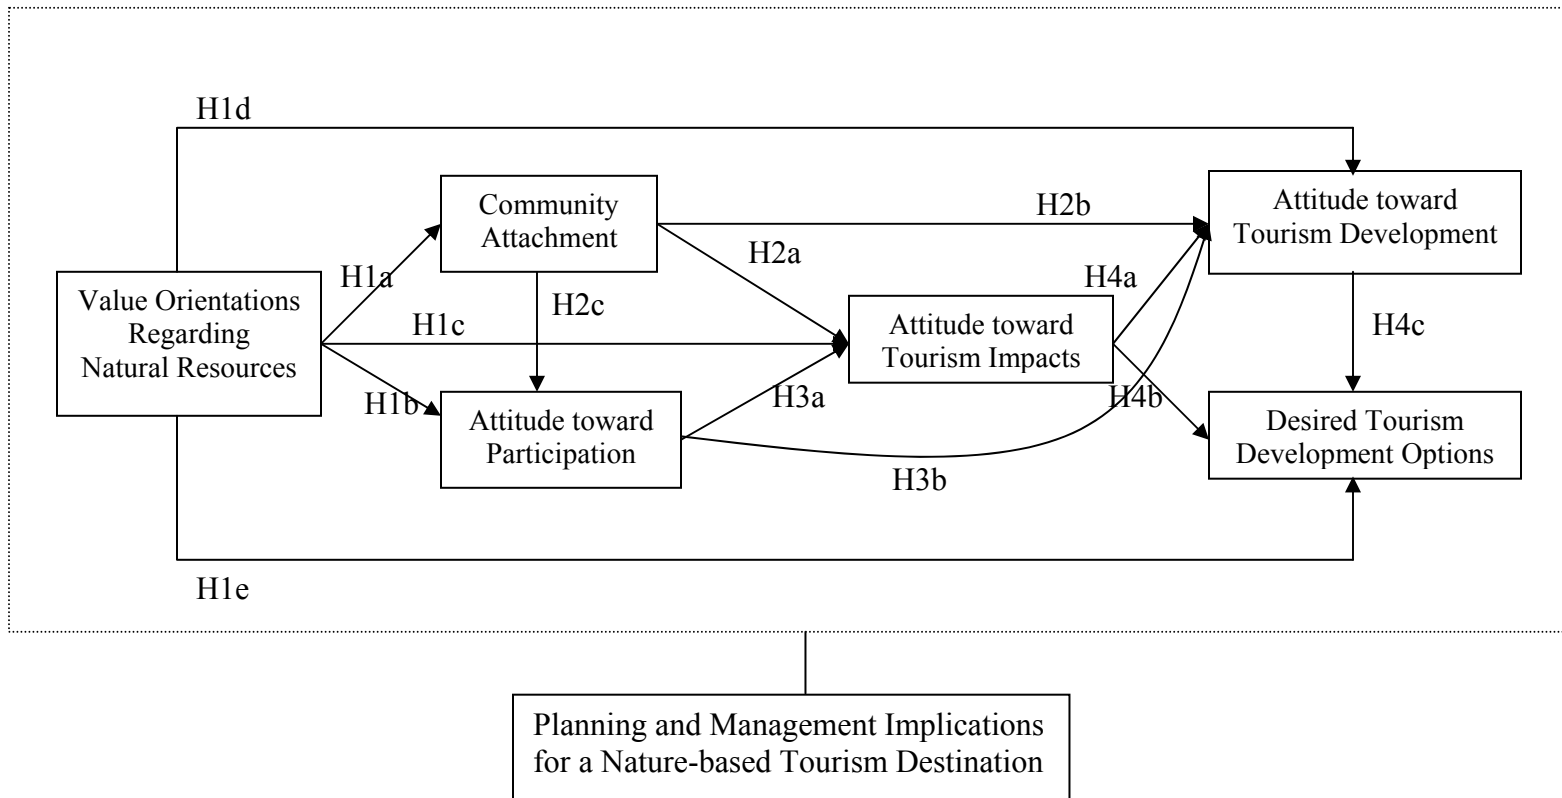 H1d
Community
Attachment
H2b
Attitude toward
Tourism Development
H1a
H2a
H4a
Value Orientations
Regarding
Natural Resources
H1c
H2c
Attitude toward
Tourism Impacts
H4c
H1b
Attitude toward
Participation
H3a
H4b
Desired Tourism
Development Options
H3b
H1e
Planning and Management Implications
for a Nature-based Tourism Destination